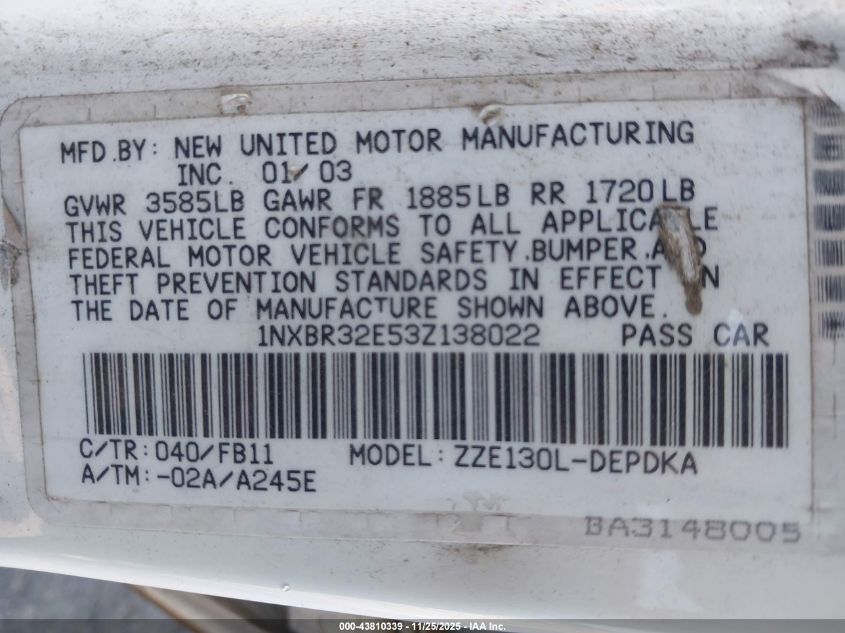 MFD.BY: NEW UNITED MOTOR MANUFACTURING
INC. 01/03
GVWR 3585LB GAWR FR 1885LB RR 1720LB
THIS VEHICLE CONFORMS TO ALL
FEDERAL MOTOR VEHICLE SAFETY.BUMPER.
THEFT PREVENTION STANDARDS IN EFFECT
THE DATE OF MANUFACTURE SHOWN ABOVE.
1NXBR32E53Z138022 PASS CAR
C/TR:040/FB11 MODEL:ZZE130L-DEPDKA
A/TM:-02A/A245E
BA3148005
000-43810339 - 11/25/2025 - IAA Inc.